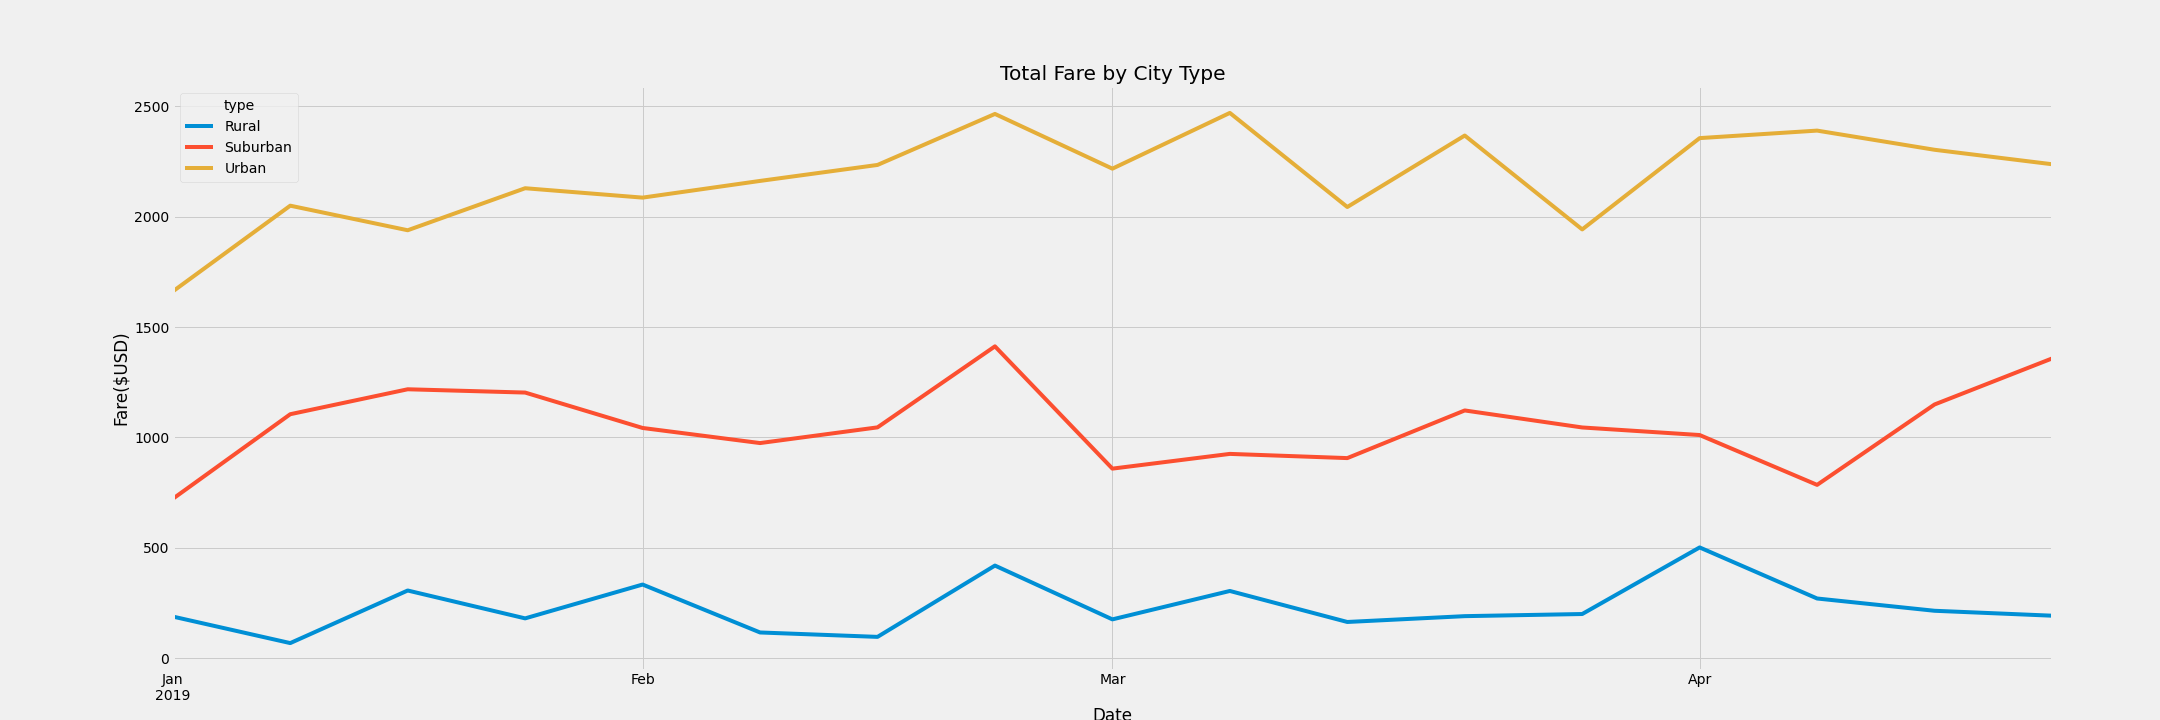 Total Fare by City Type
type
Rural
Suburban
Urban
Fare($USD)
2500
2000
1500
1000
500
0
Jan
2019
Feb
Mar
Apr
Date